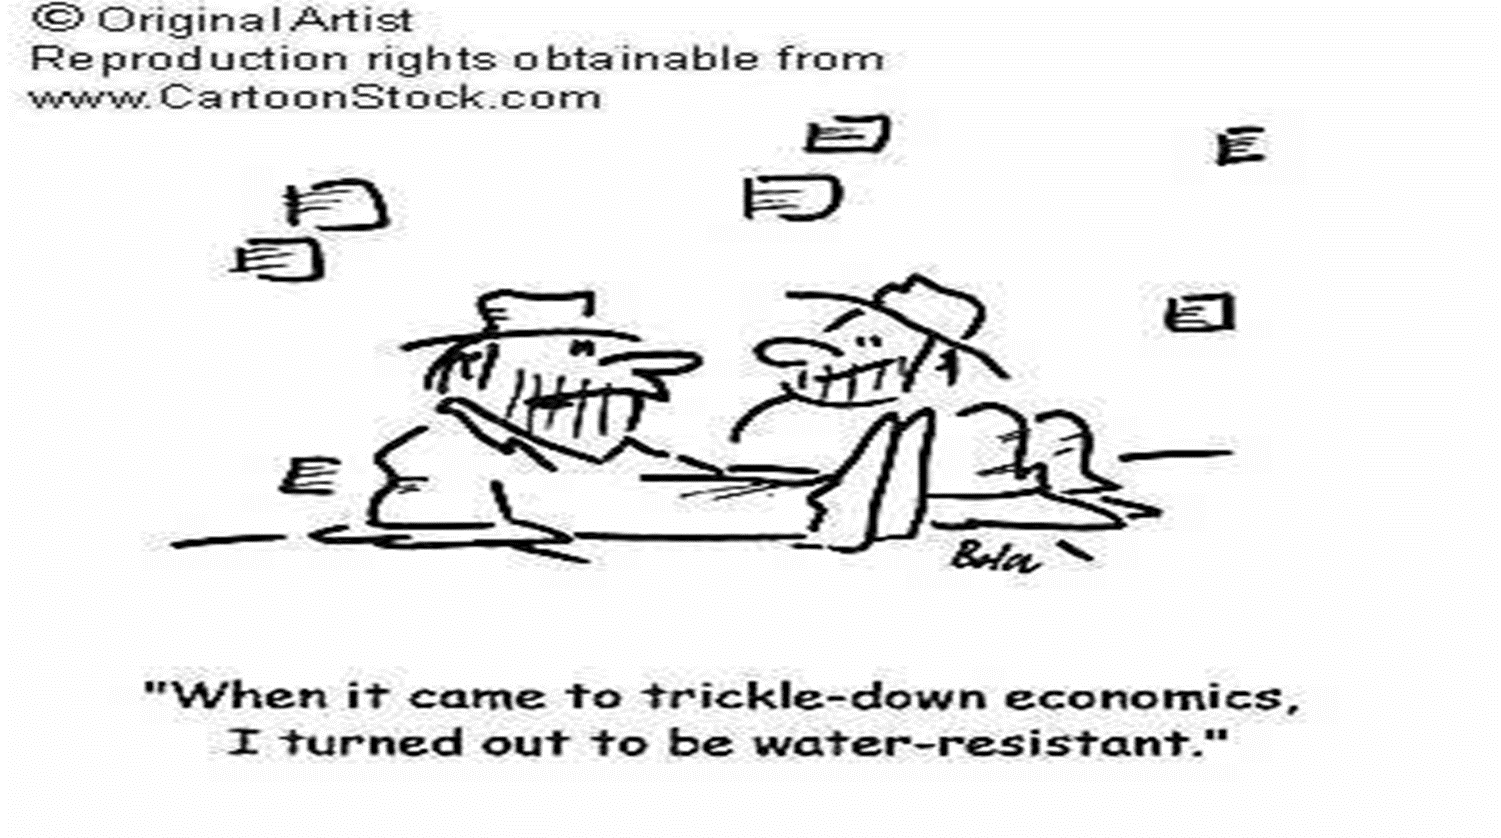 © Original Artist
Reproduction rights obtainable from
www.CartoonStock.com
"When it came to trickle-down economics,
I turned out to be water-resistant."